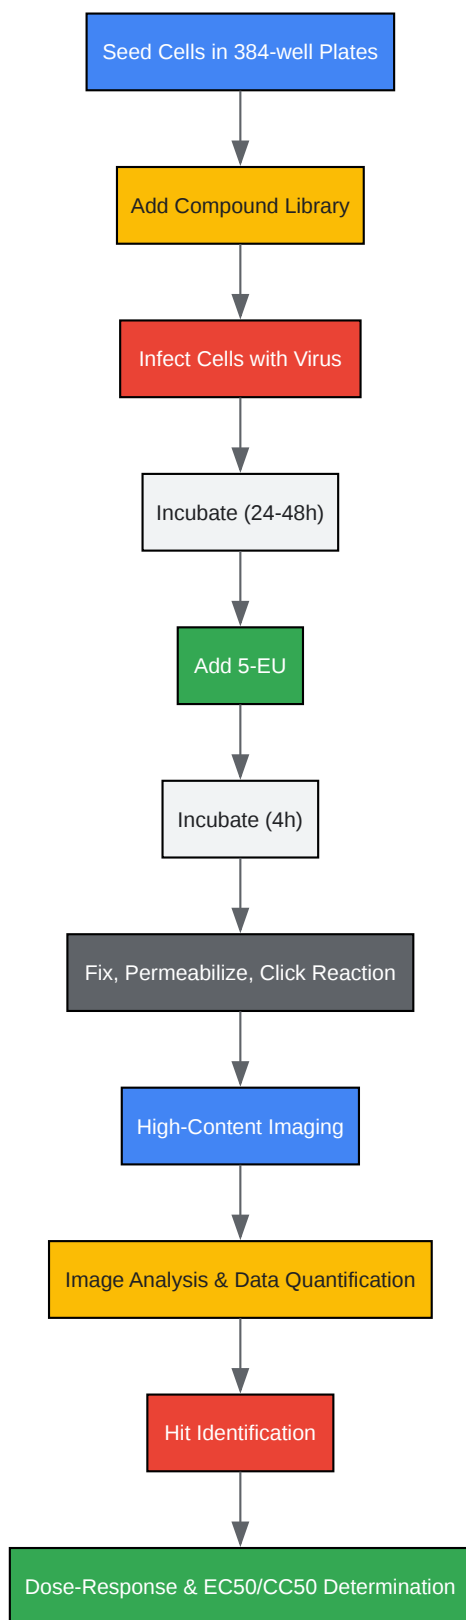 Seed Cells in 384-well Plates
Add Compound Library
Infect Cells with Virus
Incubate (24-48h)
Add 5-EU
Incubate (4h)
Fix, Permeabilize, Click Reaction
High-Content Imaging
Image Analysis & Data Quantification
Hit Identification
Dose-Response & EC50/CC50 Determination